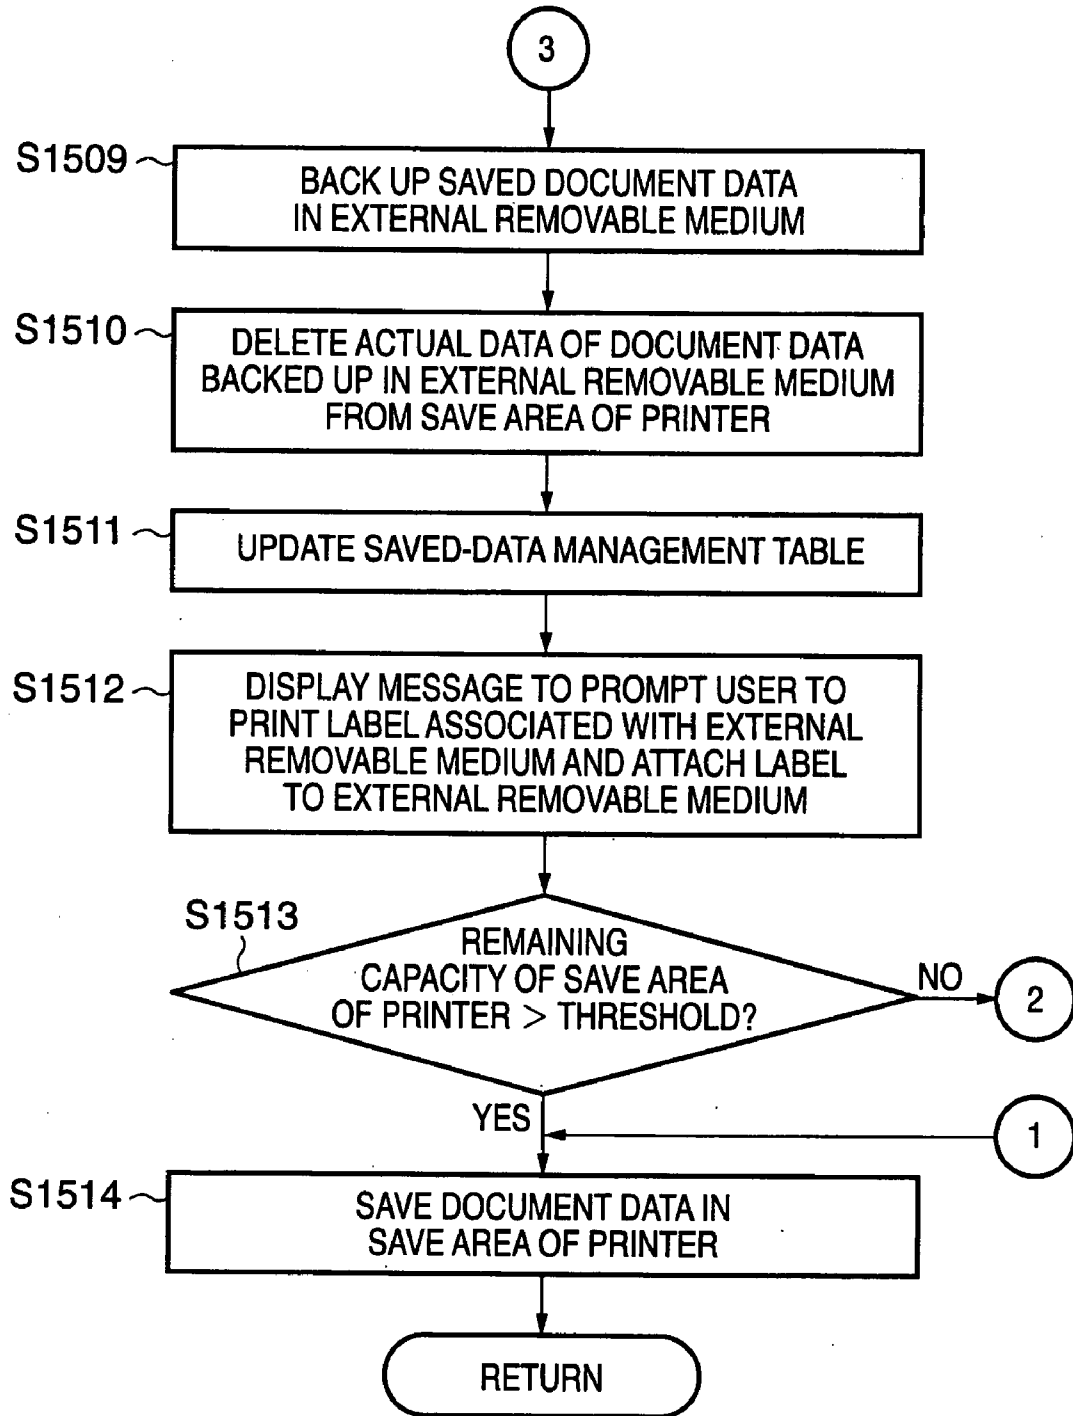 3
S1509
BACK UP SAVED DOCUMENT DATA
IN EXTERNAL REMOVABLE MEDIUM
S1510
DELETE ACTUAL DATA OF DOCUMENT DATA
BACKED UP IN EXTERNAL REMOVABLE MEDIUM
FROM SAVE AREA OF PRINTER
S1511
UPDATE SAVED-DATA MANAGEMENT TABLE
S1512
DISPLAY MESSAGE TO PROMPT USER TO
PRINT LABEL ASSOCIATED WITH EXTERNAL
REMOVABLE MEDIUM AND ATTACH LABEL
TO EXTERNAL REMOVABLE MEDIUM
S1513
REMAINING
CAPACITY OF SAVE AREA
OF PRINTER > THRESHOLD?
NO
2
YES
1
S1514
SAVE DOCUMENT DATA IN
SAVE AREA OF PRINTER
RETURN